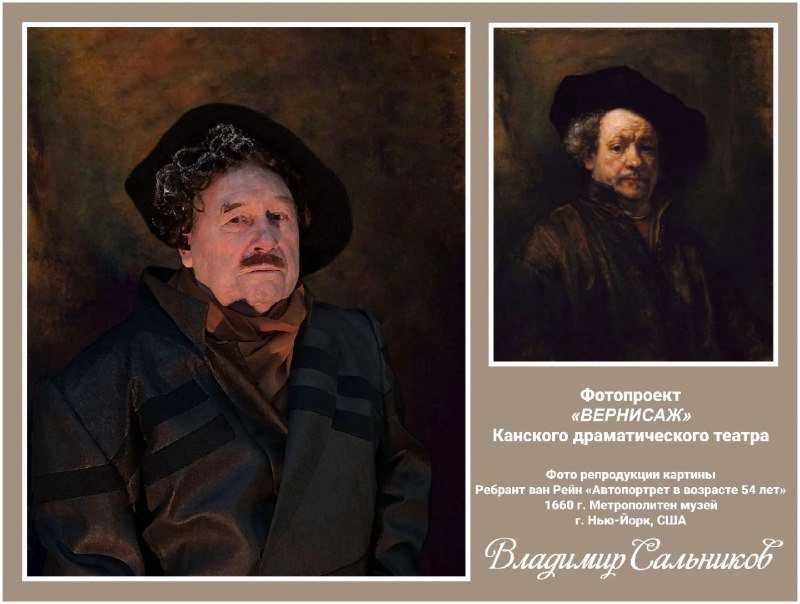 Фотопроект
«ВЕРНИСАЖ»
Канского драматического театра
Фото репродукции картины
Ребрант ван Рейн «Автопортрет в возрасте 54 лет»
1660 г. Метрополитен музей
г. Нью-Йорк, США
Владимир Сальников